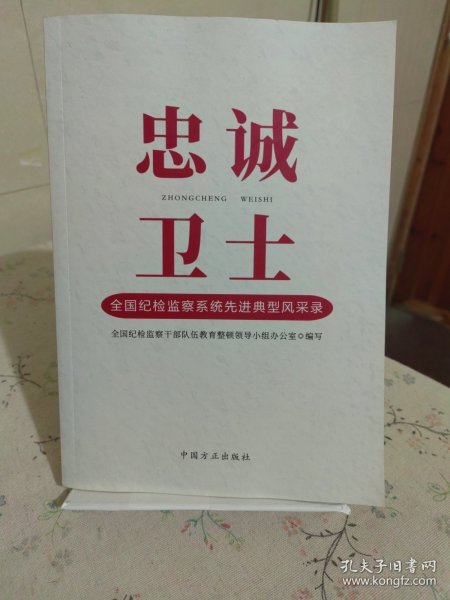 忠诚
ZHONGCHENG WEISHI
卫士
全国纪检监察系统先进典型风采录
全国纪检监察干部队伍教育整顿领导小组办公室◎编写
中国方正出版社
孔夫子旧书网
www.kongfz.com